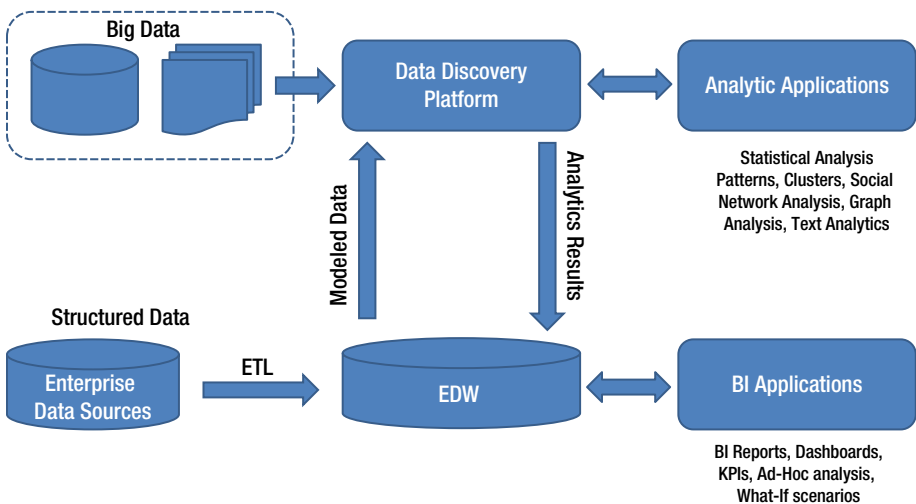 Big Data
Data Discovery
Platform
Analytic Applications
Statistical Analysis
Patterns, Clusters, Social
Network Analysis, Graph
Analysis, Text Analytics
Modeled Data
Analytics Results
Structured Data
Enterprise
Data Sources
ETL
EDW
BI Applications
BI Reports, Dashboards,
KPIs, Ad-Hoc analysis,
What-If scenarios